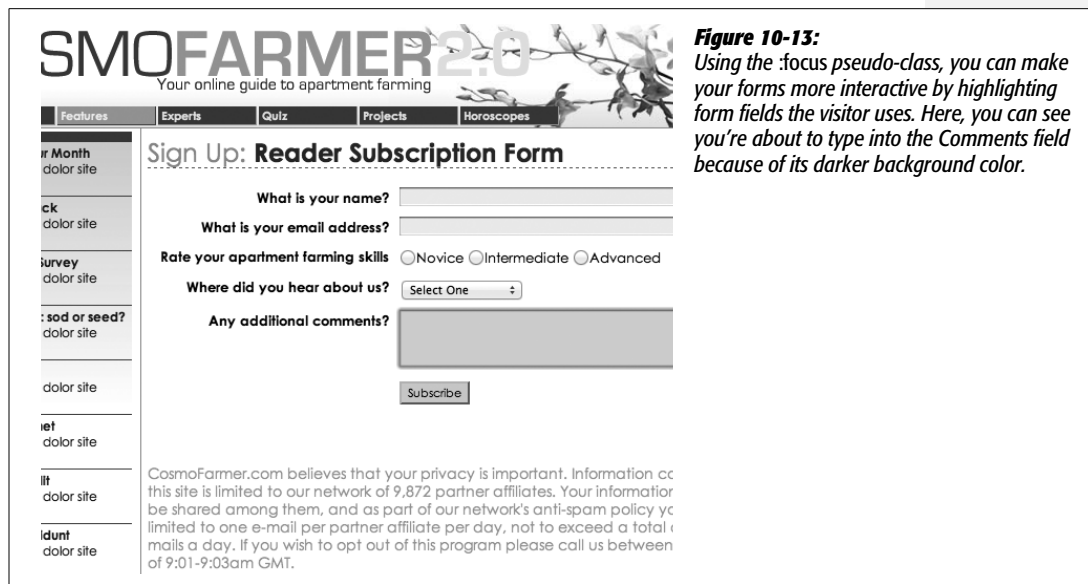 SMOFARMER2.0
Your online guide to apartment farming
Features
Experts
Quiz
Projects
Horoscopes
ur Month
dolor site
ck
dolor site
Survey
dolor site
: sod or seed?
dolor site
dolor site
net
dolor site
lit
dolor site
idunt
dolor site
Sign Up: Reader Subscription Form
What is your name?
What is your email address?
Rate your apartment farming skills Novice Intermediate Advanced
Where did you hear about us? Select One
Any additional comments?
Subscribe
CosmoFarmer.com believes that your privacy is important. Information
this site is limited to our network of 9,872 partner affiliates. Your information
be shared among them, and as part of our network's anti-spam policy
limited to one e-mail per partner affiliate per day, not to exceed a total
mails a day. If you wish to opt out of this program please call us between
of 9:01-9:03am GMT.
Figure 10-13:
Using the :focus pseudo-class, you can make
your forms more interactive by highlighting
form fields the visitor uses. Here, you can see
you're about to type into the Comments field
because of its darker background color.